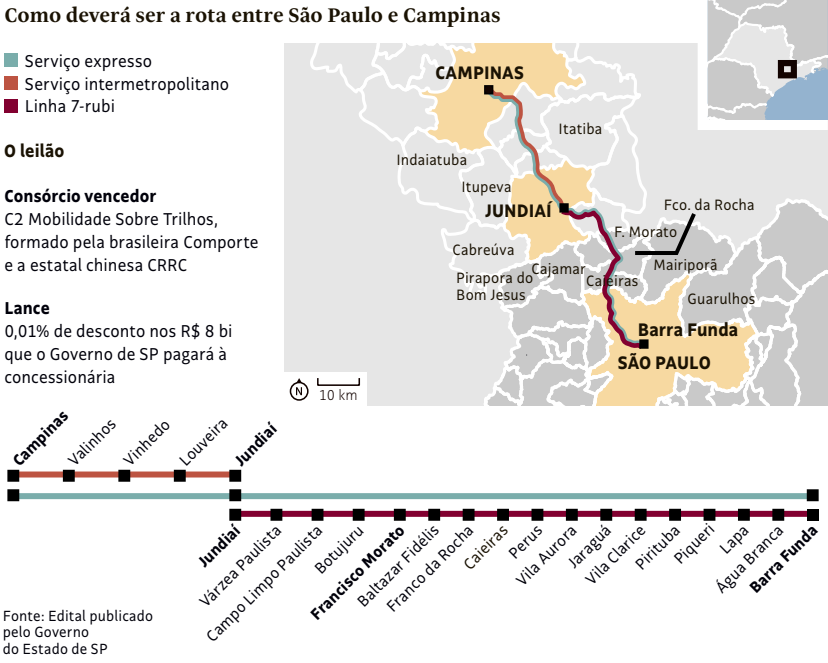 Como deverá ser a rota entre São Paulo e Campinas
Serviço expresso
Serviço intermetropolitano
Linha 7-rubi
O leilão
Consórcio vencedor
C2 Mobilidade Sobre Trilhos,
formado pela brasileira Comporte
e a estatal chinesa CRRC
Lance
0,01% de desconto nos R$ 8 bi
que o Governo de SP pagará à
concessionária
CAMPINAS
Itatiba
Indaiatuba
Itupeva
JUNDIAÍ
Fco. da Rocha
F. Morato
Cabreúva
Cajamar
Mairiporã
Pirapora do
Bom Jesus
Caieiras
Guarulhos
Barra Funda
SÃO PAULO
N
10 km
Campinas
Valinhos
Vinhedo
Louveira
Jundiaí
Jundiaí
Várzea Paulista
Campo Limpo Paulista
Botujuru
Francisco Morato
Baltazar Fidélis
Franco da Rocha
Caieiras
Perus
Vila Aurora
Jaraguá
Vila Clarice
Pirituba
Piqueri
Lapa
Água Branca
Barra Funda
Fonte: Edital publicado
pelo Governo
do Estado de SP